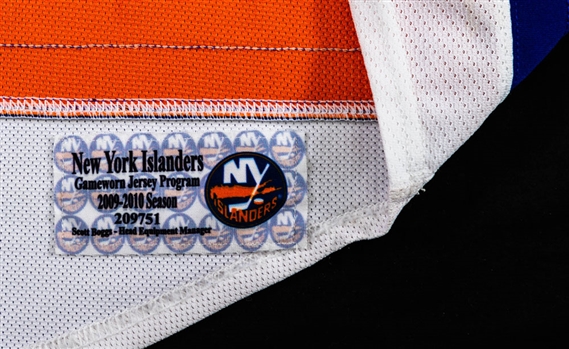 New York Islanders
Gameworn Jersey Program
2009-2010 Season
209751
Scott Boggs - Head Equipment Manager
NY
ISLANDERS